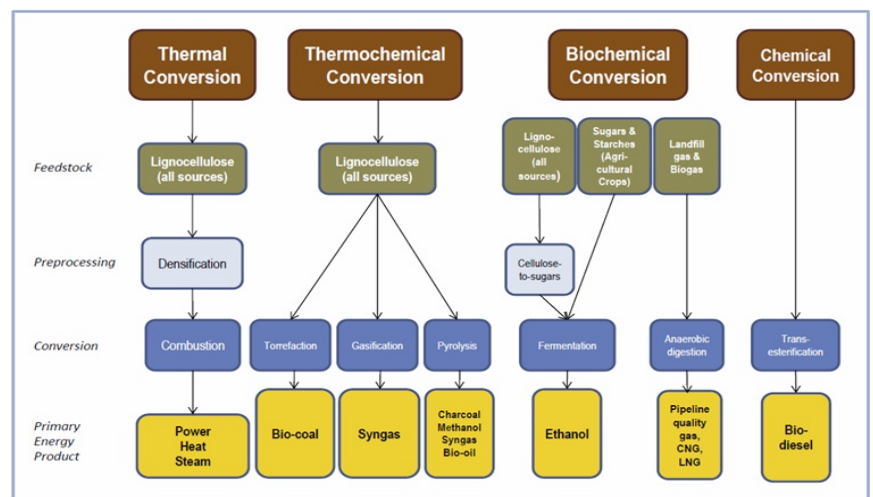 Thermal
Conversion
Thermochemical
Conversion
Biochemical
Conversion
Chemical
Conversion
Feedstock
Lignocellulose
(all sources)
Lignocellulose
(all sources)
Ligno-
cellulose
(all
sources)
Sugars &
Starches
(Agri-
cultural
Crops)
Landfill
gas &
Biogas
Preprocessing
Densification
Cellulose-
to-sugars
Conversion
Combustion
Torrefaction
Gasification
Pyrolysis
Fermentation
Anaerobic
digestion
Trans-
esterification
Primary
Energy
Product
Power
Heat
Steam
Bio-coal
Syngas
Charcoal
Methanol
Syngas
Bio-oil
Ethanol
Pipeline
quality
gas,
CNG,
LNG
Bio-
diesel